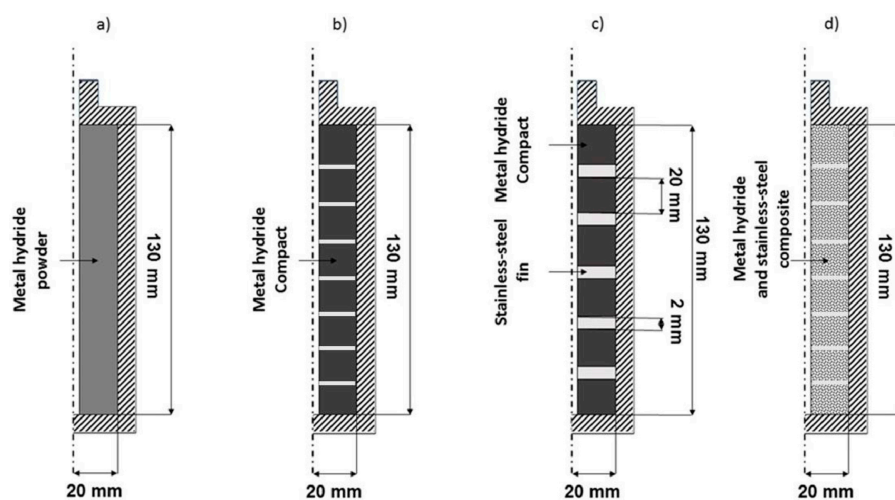 a)
Metal hydride
powder
130 mm
20 mm
b)
Metal hydride
Compact
130 mm
20 mm
c)
Metal hydride
Compact
Stainless-steel
fin
20 mm
2 mm
130 mm
20 mm
d)
Metal hydride
and stainless-steel
composite
130 mm
20 mm